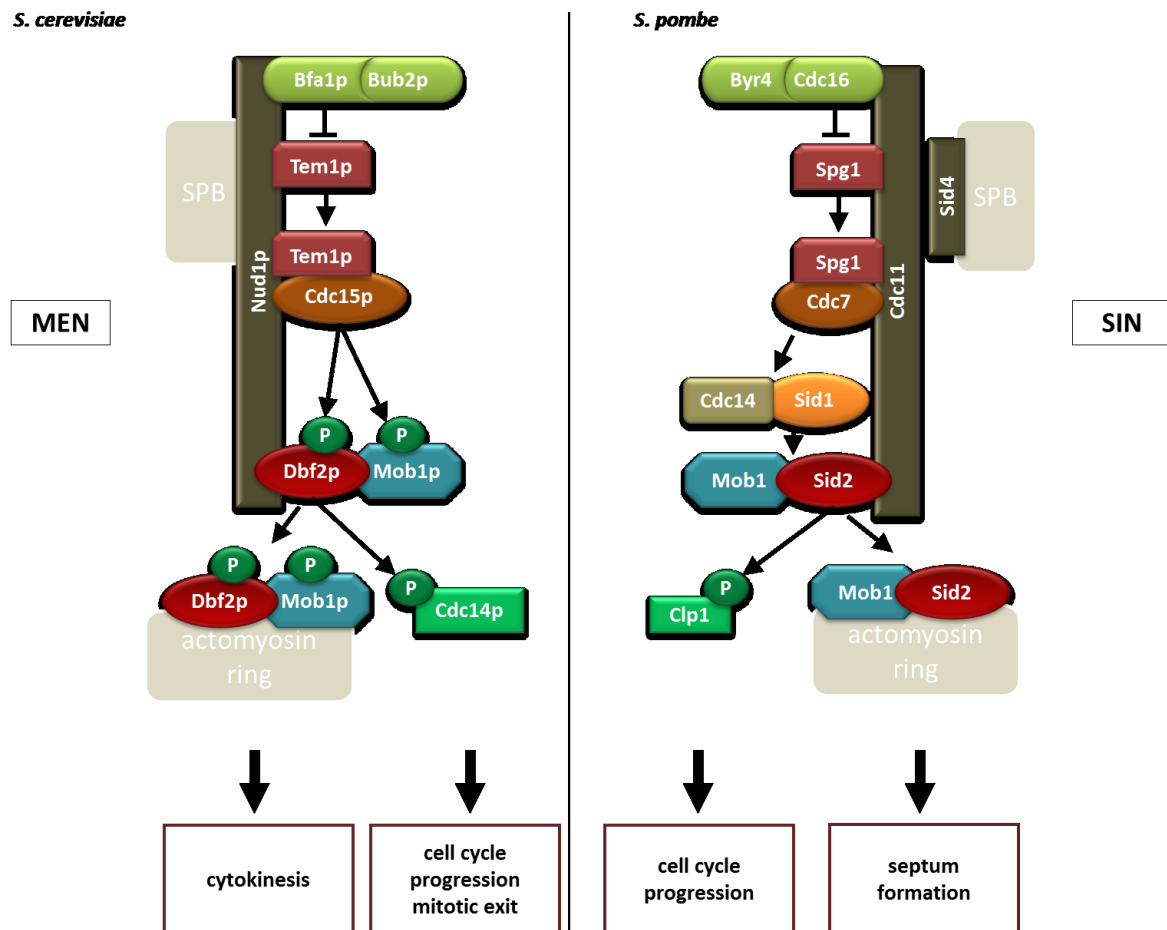 S. cerevisiae
Bfa1p
Bub2p
Tem1p
SPB
Tem1p
Nud1p
Cdc15p
MEN
P
P
Dbf2p
Mob1p
P
P
P
Dbf2p
Mob1p
Cdc14p
actomyosin
ring
cytokinesis
cell cycle
progression
mitotic exit
S. pombe
Byr4
Cdc16
Spg1
Sid4
SPB
Spg1
Cdc11
Cdc7
SIN
Cdc14
Sid1
Mob1
Sid2
P
Clp1
Mob1
Sid2
actomyosin
ring
cell cycle
progression
septum
formation